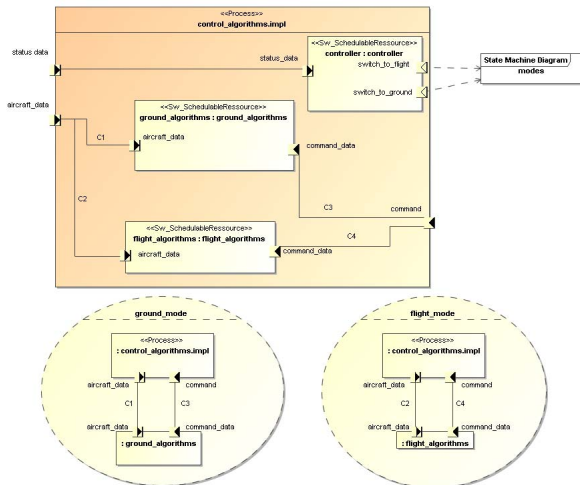 <<Process>>
control_algorithms.impl
<<Sw_SchedulableRessource>>
controller : controller
status data
status_data
switch_to_flight
switch_to_ground
State Machine Diagram
modes
aircraft_data
<<Sw_SchedulableRessource>>
ground_algorithms : ground_algorithms
C1
aircraft_data
command_data
C2
C3
command
<<Sw_SchedulableRessource>>
flight_algorithms : flight_algorithms
C4
aircraft_data
command_data
ground_mode
<<Process>>
: control_algorithms.impl
aircraft_data
command
C1
C3
aircraft_data
command_data
: ground_algorithms
flight_mode
<<Process>>
: control_algorithms.impl
aircraft_data
command
C2
C4
aircraft_data
command_data
:flight_algorithms